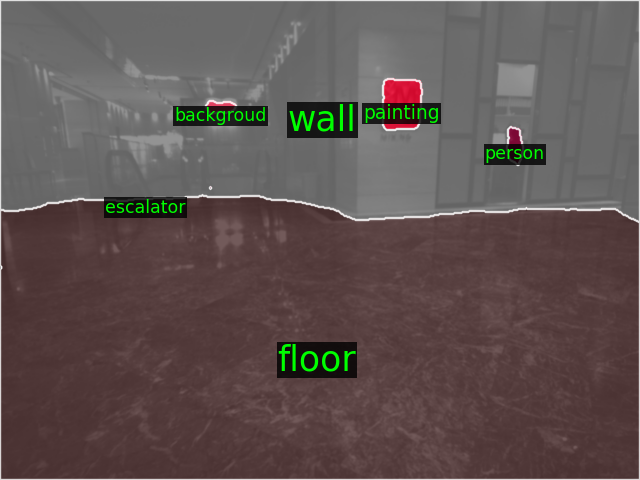 backgroud
painting
wall
person
escalator
floor